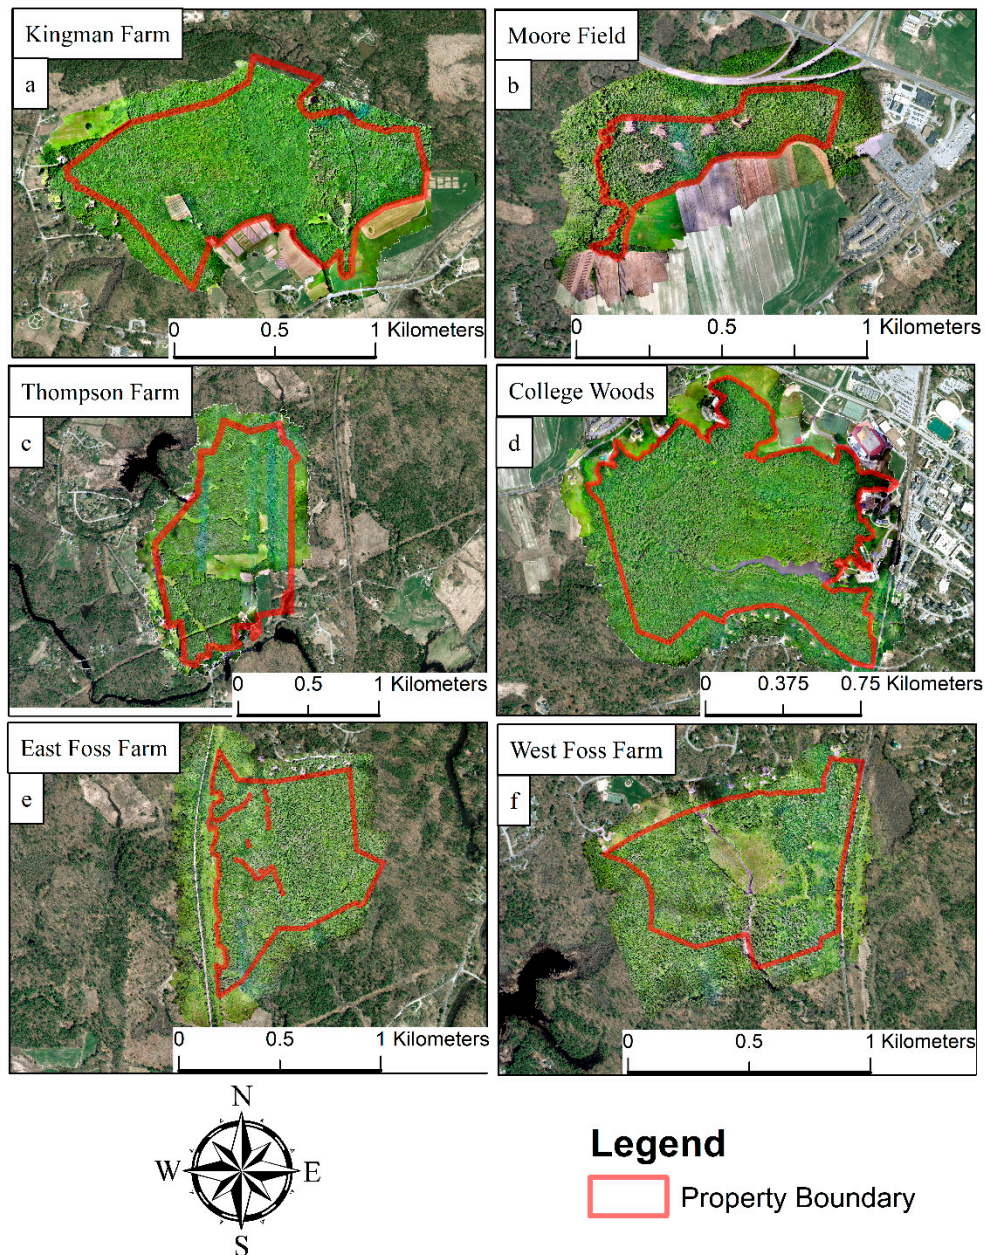 Kingman Farm
a
0 0.5 1 Kilometers
Moore Field
b
0 0.5 1 Kilometers
Thompson Farm
c
0 0.5 1 Kilometers
College Woods
d
0 0.375 0.75 Kilometers
East Foss Farm
e
0 0.5 1 Kilometers
West Foss Farm
f
0 0.5 1 Kilometers
N
W E
S
Legend
Property Boundary